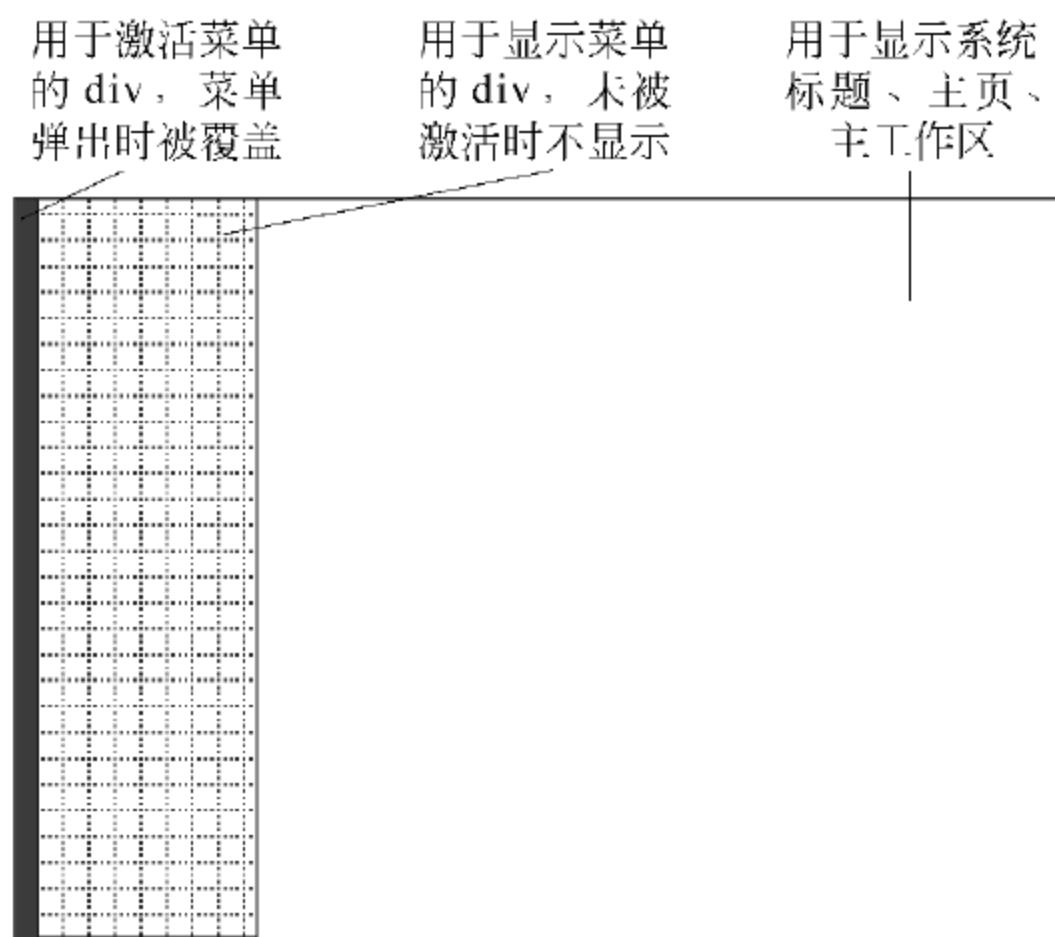 用于激活菜单
的 div，菜单
弹出时被覆盖
用于显示菜单
的 div，未被
激活时不显示
用于显示系统
标题、主页、
主工作区